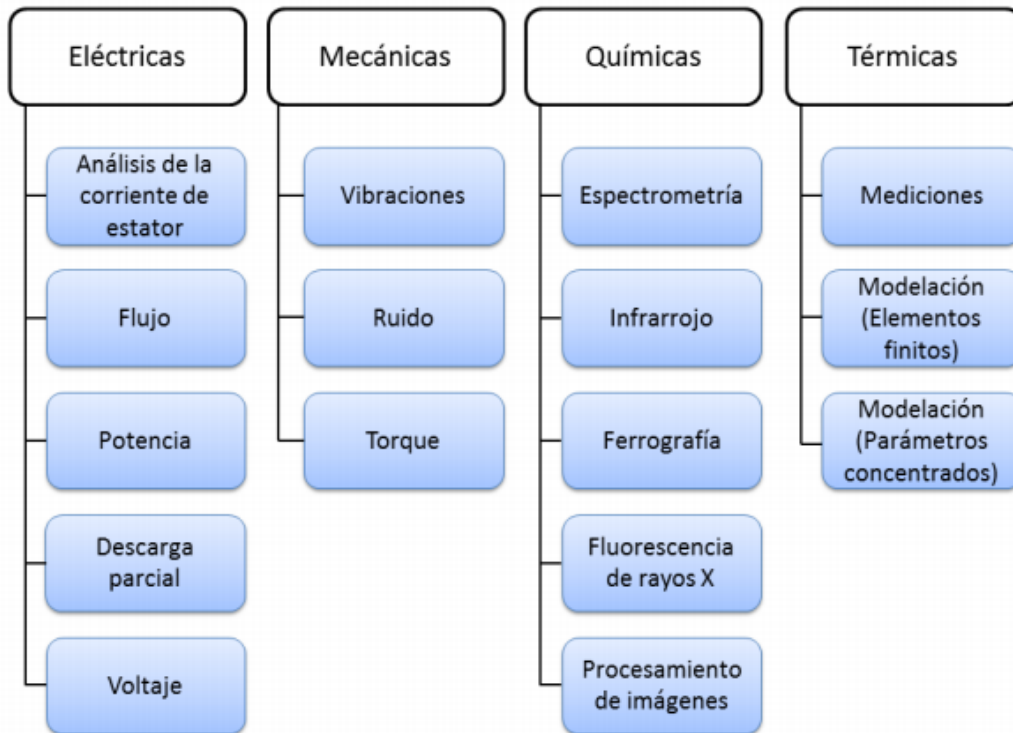 Eléctricas
Análisis de la
corriente de
estator
Flujo
Potencia
Descarga
parcial
Voltaje
Mecánicas
Vibraciones
Ruido
Torque
Químicas
Espectrometría
Infrarrojo
Ferrografía
Fluorescencia
de rayos X
Procesamiento
de imágenes
Térmicas
Mediciones
Modelación
(Elementos
finitos)
Modelación
(Parámetros
concentrados)